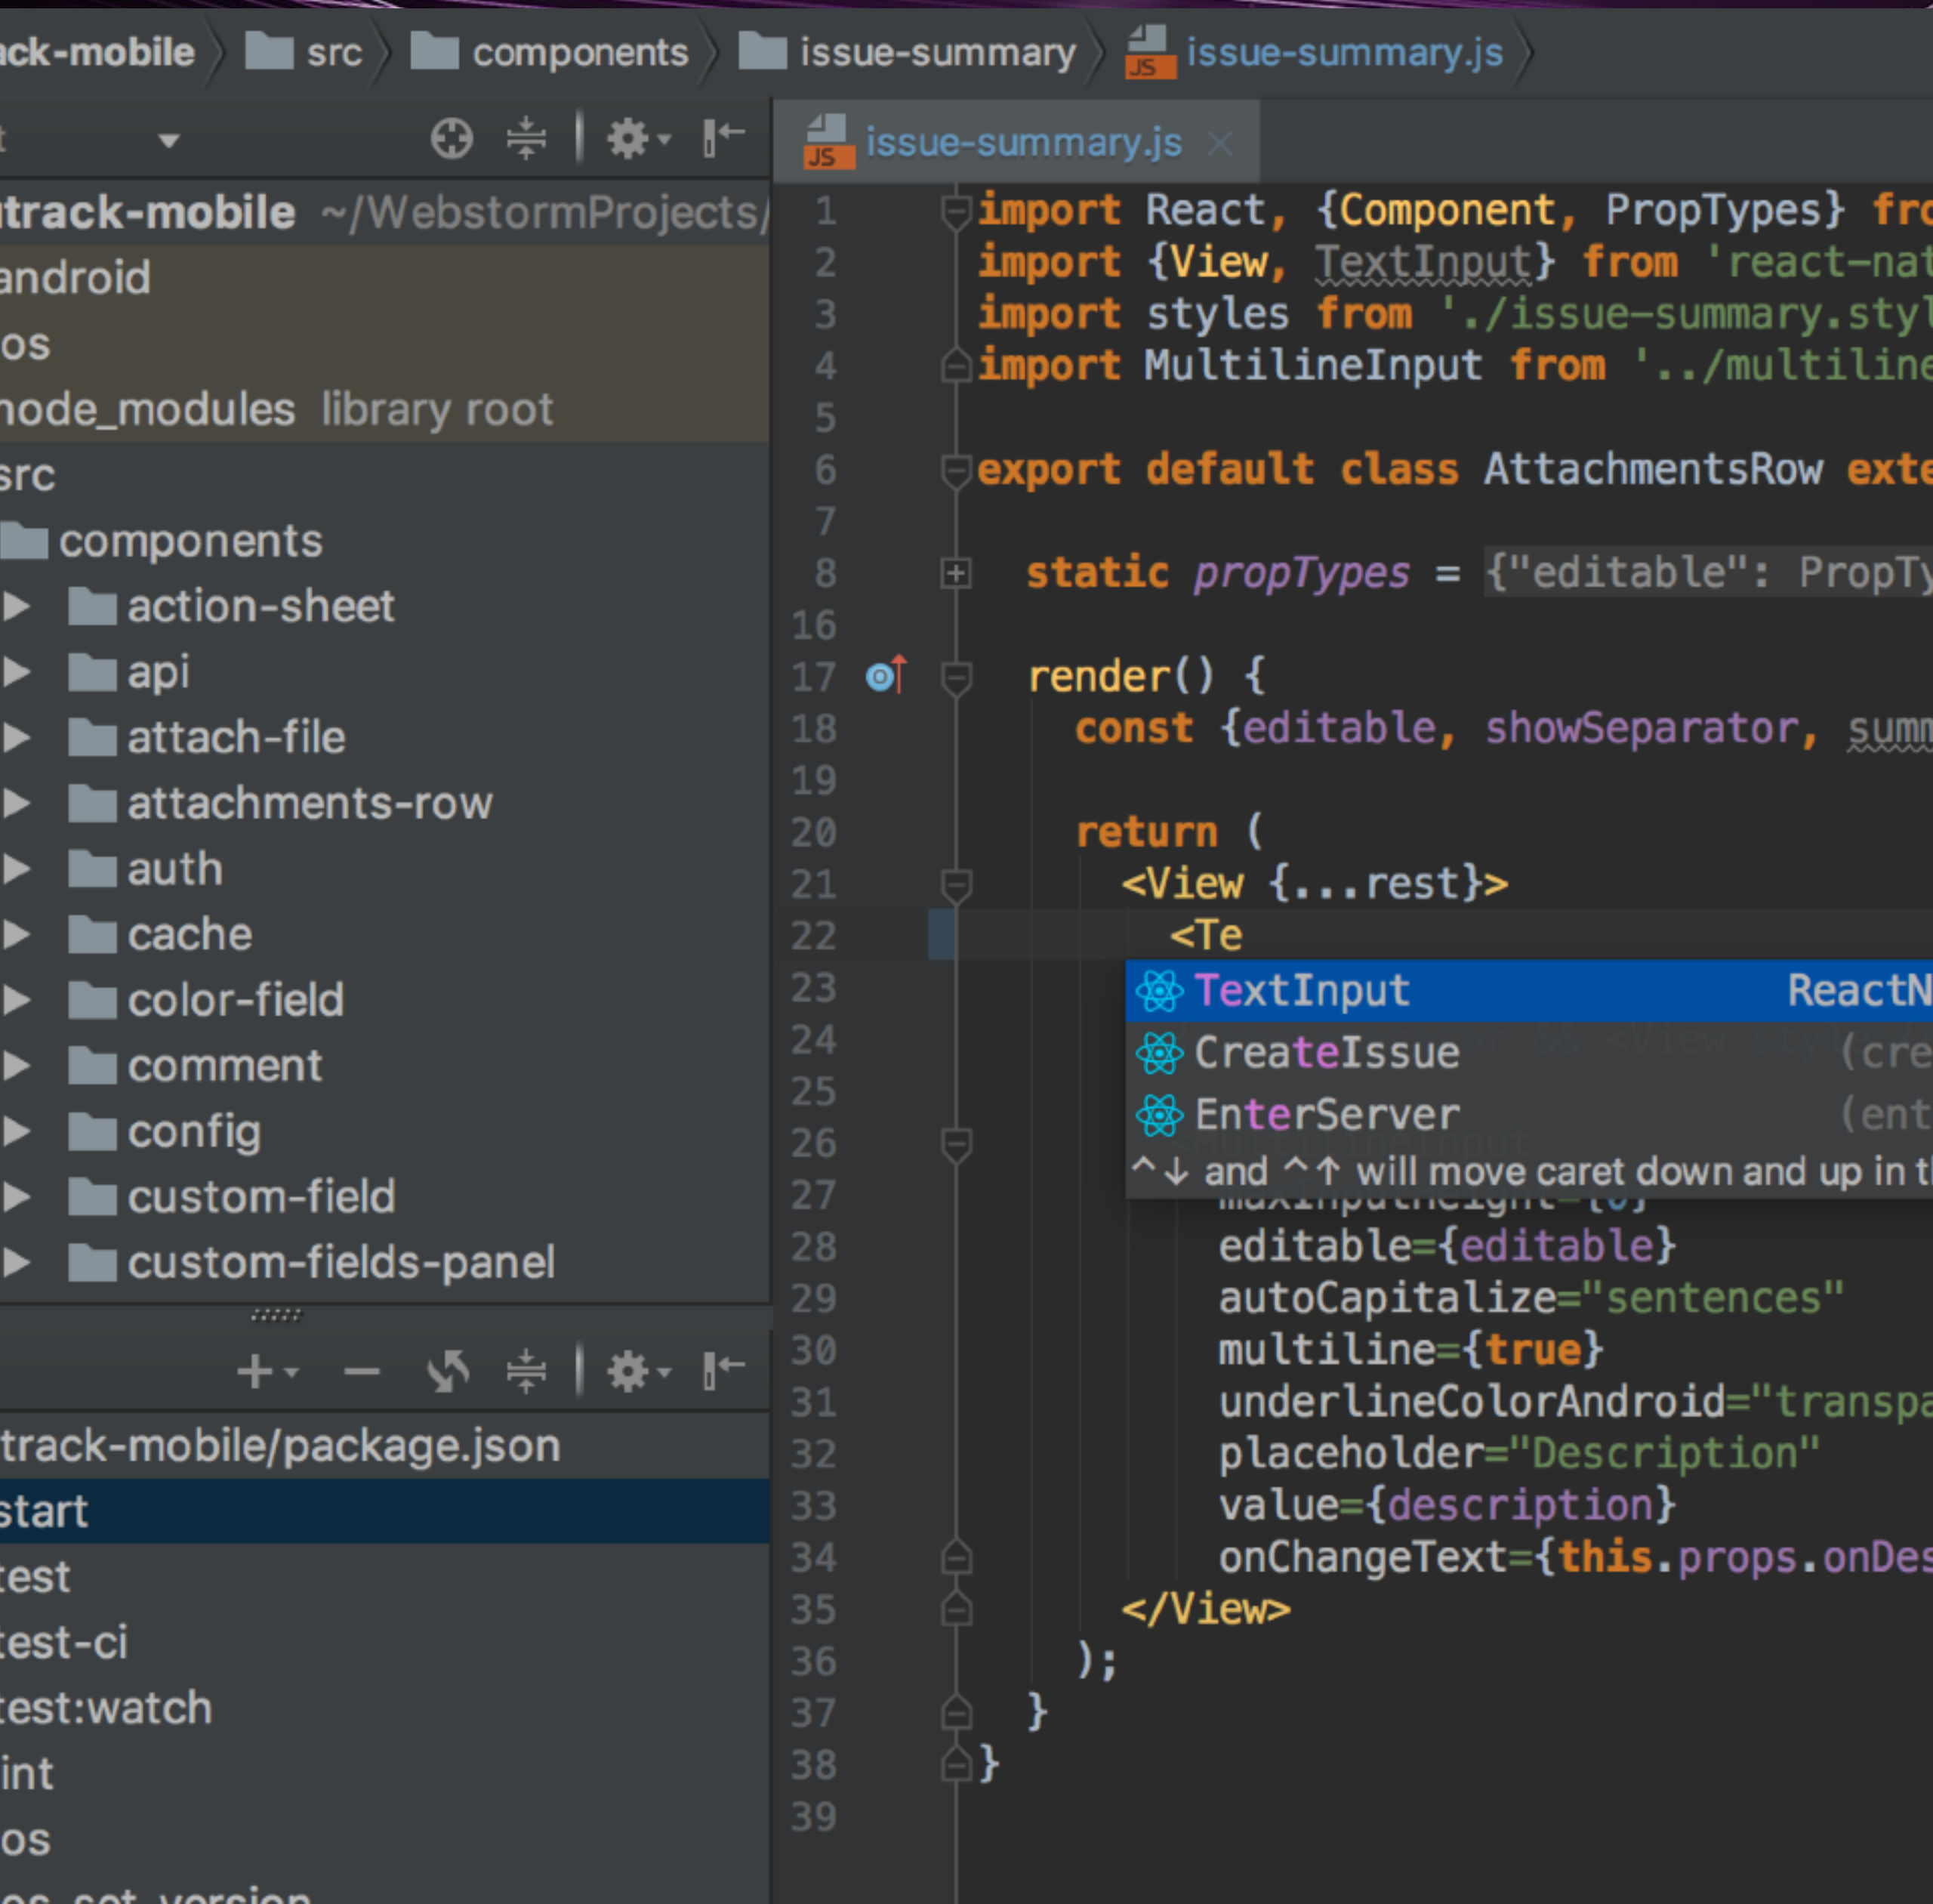 ack-mobile src components issue-summary issue-summary.js
t
track-mobile ~/WebstormProjects/
android
os
node_modules library root
src
components
action-sheet
api
attach-file
attachments-row
auth
cache
color-field
comment
config
custom-field
custom-fields-panel
track-mobile/package.json
start
test
test-ci
test:watch
int
os
os_set_version
JS issue-summary.js
1 import React, {Component, PropTypes} fro
2 import {View, TextInput} from 'react-nat
3 import styles from './issue-summary.styl
4 import MultilineInput from '../multiline
5
6 export default class AttachmentsRow exte
7
8 static propTypes = {"editable": PropTy
16
17 render() {
18 const {editable, showSeparator, summ
19
20 return (
21 <View {...rest}>
22 <Te
23 TextInput ReactN
24 CreateIssue (cre
25
26 EnterServer (ent
^↓ and ^↑ will move caret down and up in th
27 maxInputHeight={0}
28 editable={editable}
29 autoCapitalize="sentences"
30 multiline={true}
31 underlineColorAndroid="transpa
32 placeholder="Description"
33 value={description}
34 onChangeText={this.props.onDes
35 </View>
36 );
37 }
38 }
39